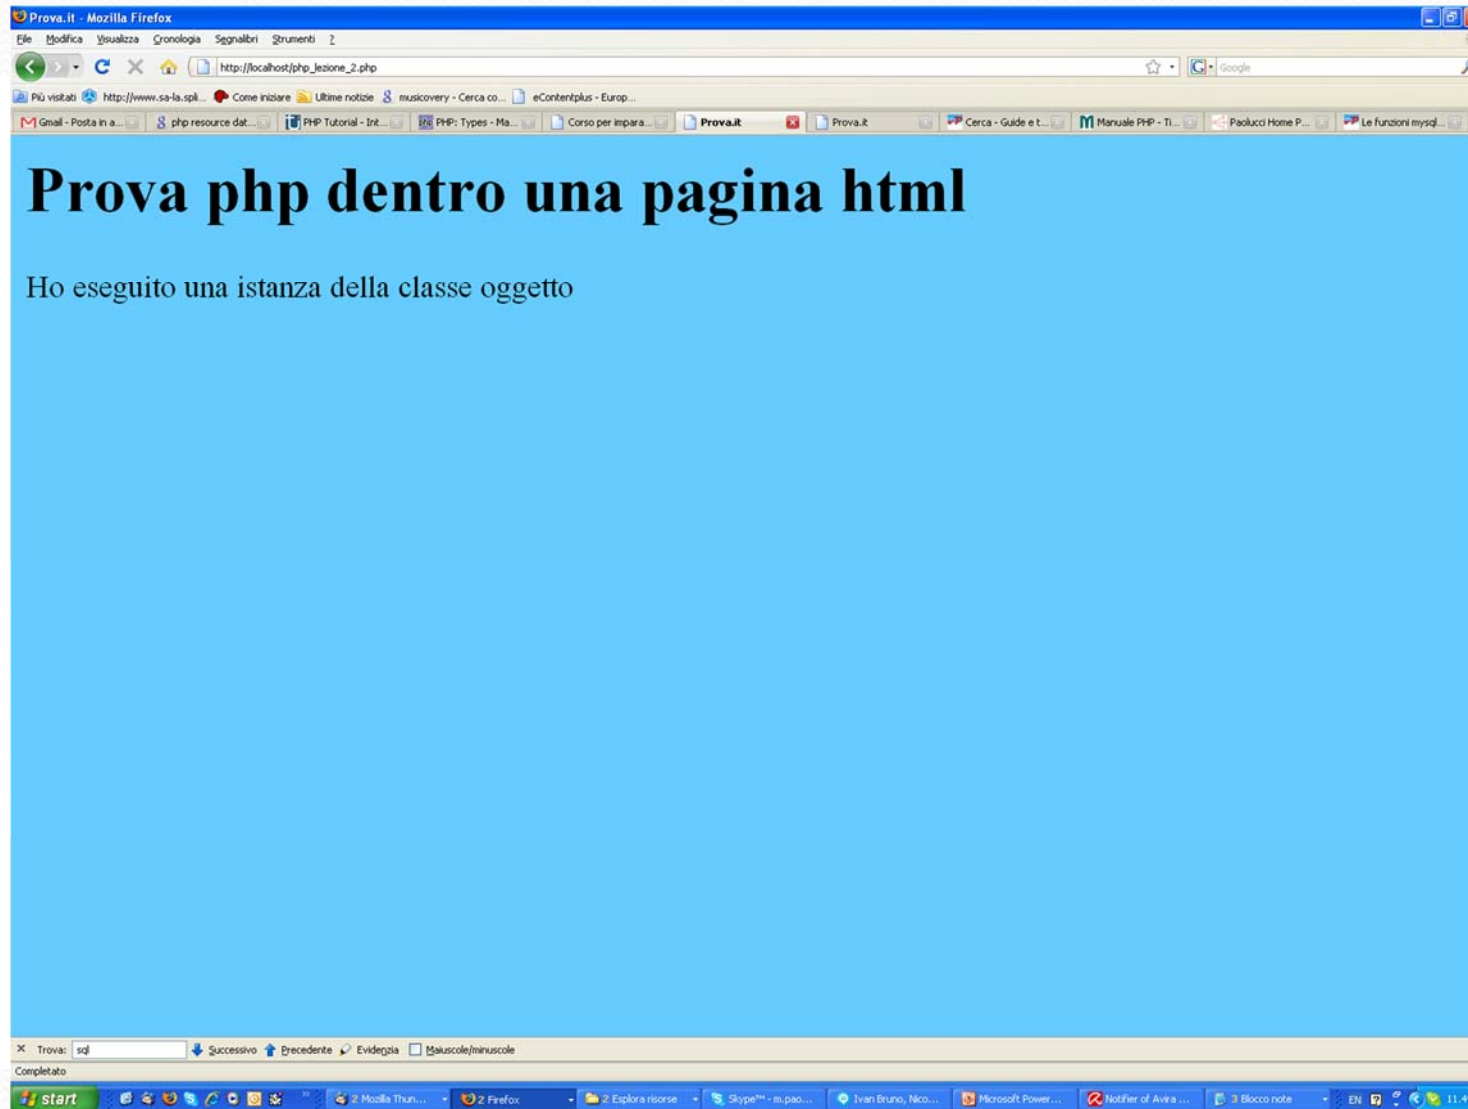 Prova.it - Mozilla Firefox
File Modifica Visualizza Cronologia Segnalibri Strumenti ?
http://localhost/php_lezione_2.php Google
Più visitati http://www.sa-la.spli... Come iniziare Ultime notizie musicovery - Cerca co... eContentplus - Europ...
Gmail - Posta in a... php resource dat... PHP Tutorial - Int... PHP: Types - Ma... Corso per impara... Prova.it Prova.it Cerca - Guide e t... Manuale PHP - Ti... Paolucci Home P... Le funzioni mysql...
Prova php dentro una pagina html
Ho eseguito una istanza della classe oggetto
Trova: sql Successivo Precedente Evidenzia Maiuscole/minuscole
Completato
start 2 Mozilla Thun... 2 Firefox 2 Esplora risorse Skype™ - m.pao... Ivan Bruno, Nico... Microsoft Power... Notifier of Avira ... 3 Blocco note EN